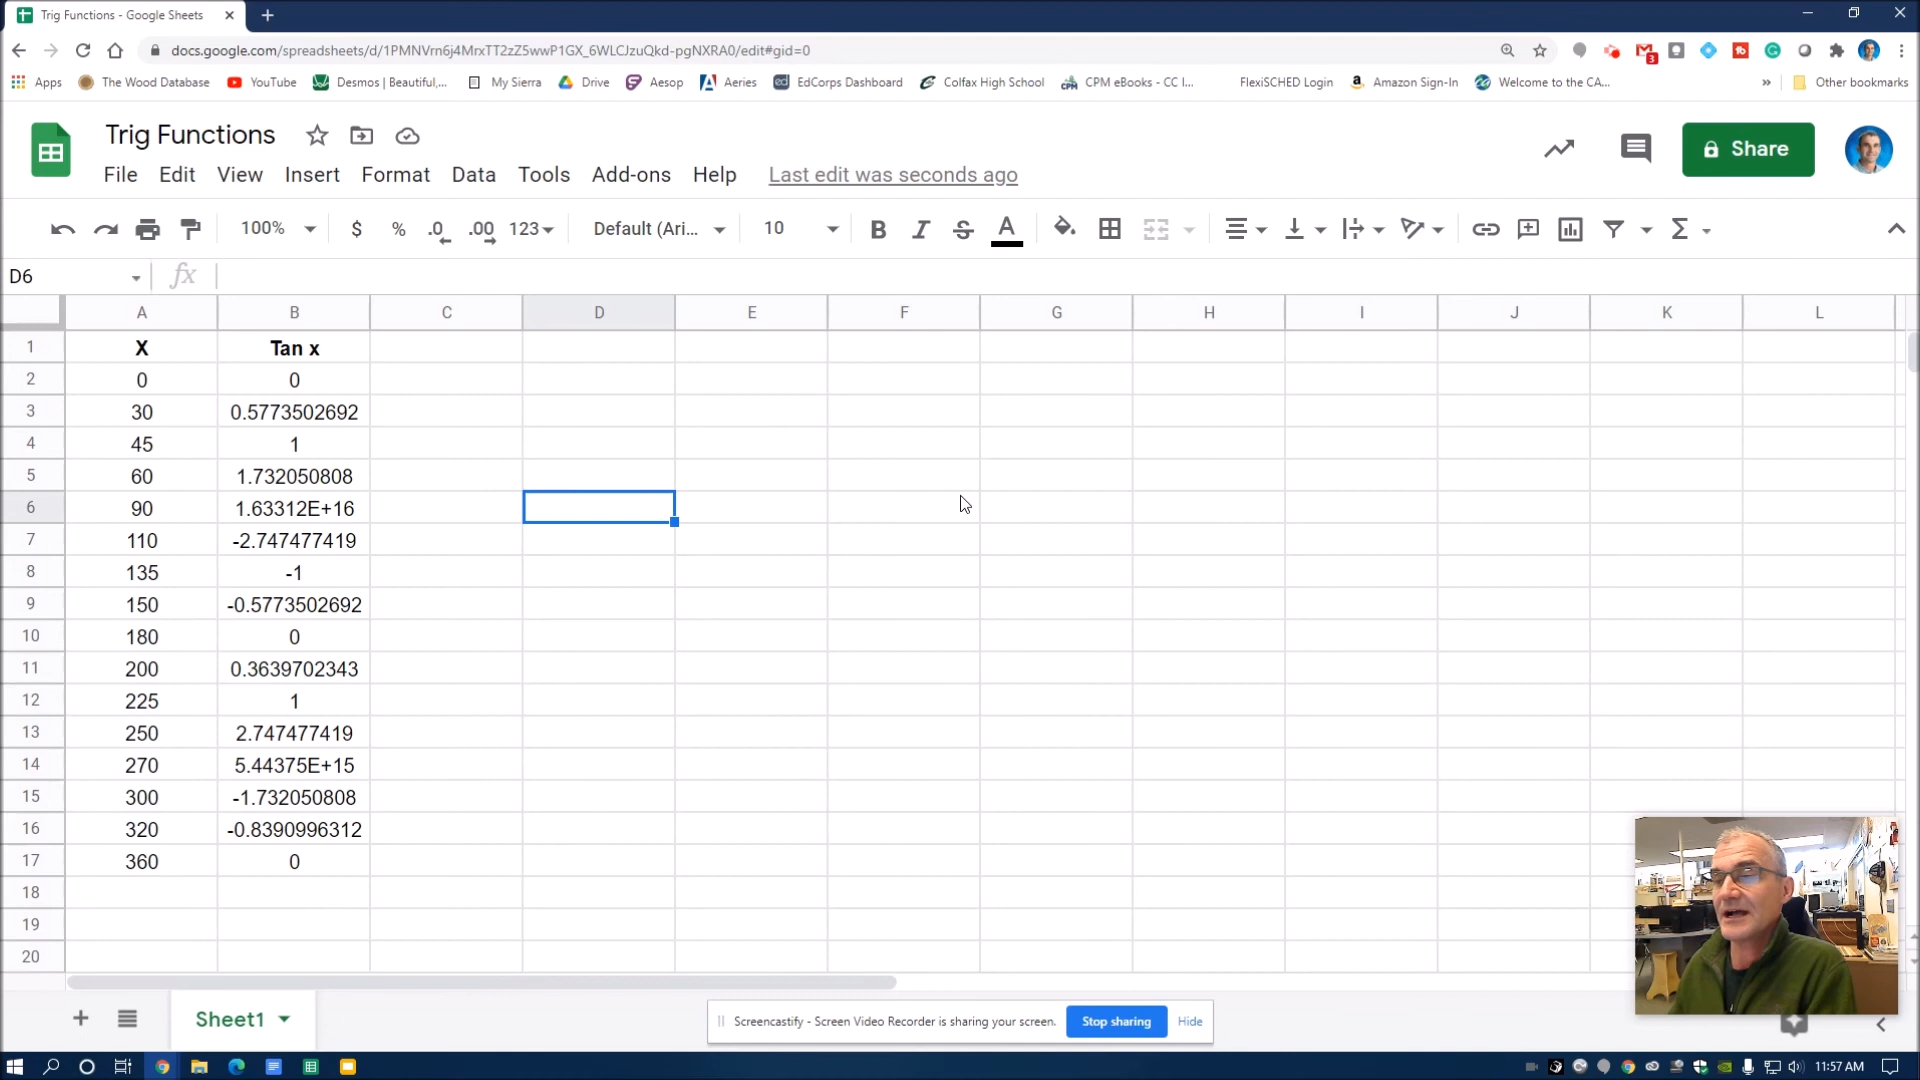 Trig Functions - Google Sheets
docs.google.com/spreadsheets/d/1PMNVrn6j4MrxTT2zZ5wwP1GX_6WLCJzuQkd-pgNXRA0/edit#gid=0
Apps The Wood Database YouTube Desmos | Beautiful,... My Sierra Drive Aesop Aeries EdCorps Dashboard Colfax High School CPM eBooks - CC I... FlexiSCHED Login Amazon Sign-In Welcome to the CA... » Other bookmarks
Trig Functions
Share
File Edit View Insert Format Data Tools Add-ons Help Last edit was seconds ago
100% $ % .0 .00 123 Default (Ari... 10 B I S A Σ
D6 fx
A B C D E F G H I J K L
1 X Tan x
2 0 0
3 30 0.5773502692
4 45 1
5 60 1.732050808
6 90 1.63312E+16
7 110 -2.747477419
8 135 -1
9 150 -0.5773502692
10 180 0
11 200 0.3639702343
12 225 1
13 250 2.747477419
14 270 5.44375E+15
15 300 -1.732050808
16 320 -0.8390996312
17 360 0
18
19
20
Sheet1
Screencastify - Screen Video Recorder is sharing your screen. Stop sharing Hide
11:57 AM